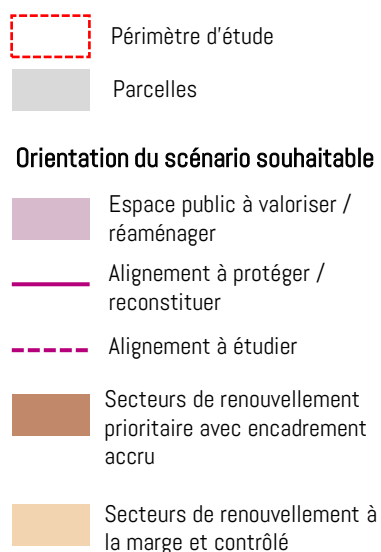 Périmètre d'étude
Parcelles
Orientation du scénario souhaitable
Espace public à valoriser /
réaménager
Alignement à protéger /
reconstituer
Alignement à étudier
Secteurs de renouvellement
prioritaire avec encadrement
accru
Secteurs de renouvellement à
la marge et contrôlé